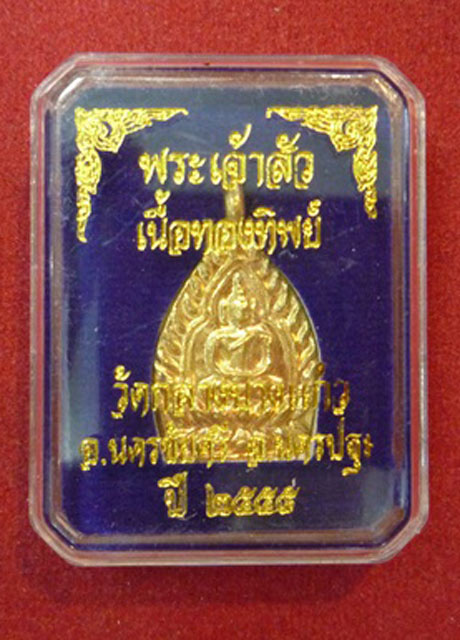 พระเจ้าสัว
เนื้อทองทิพย์
วัดกลางบางแก้ว
อ.นครชัยศรี จ.นครปฐม
ปี ๒๕๕๕